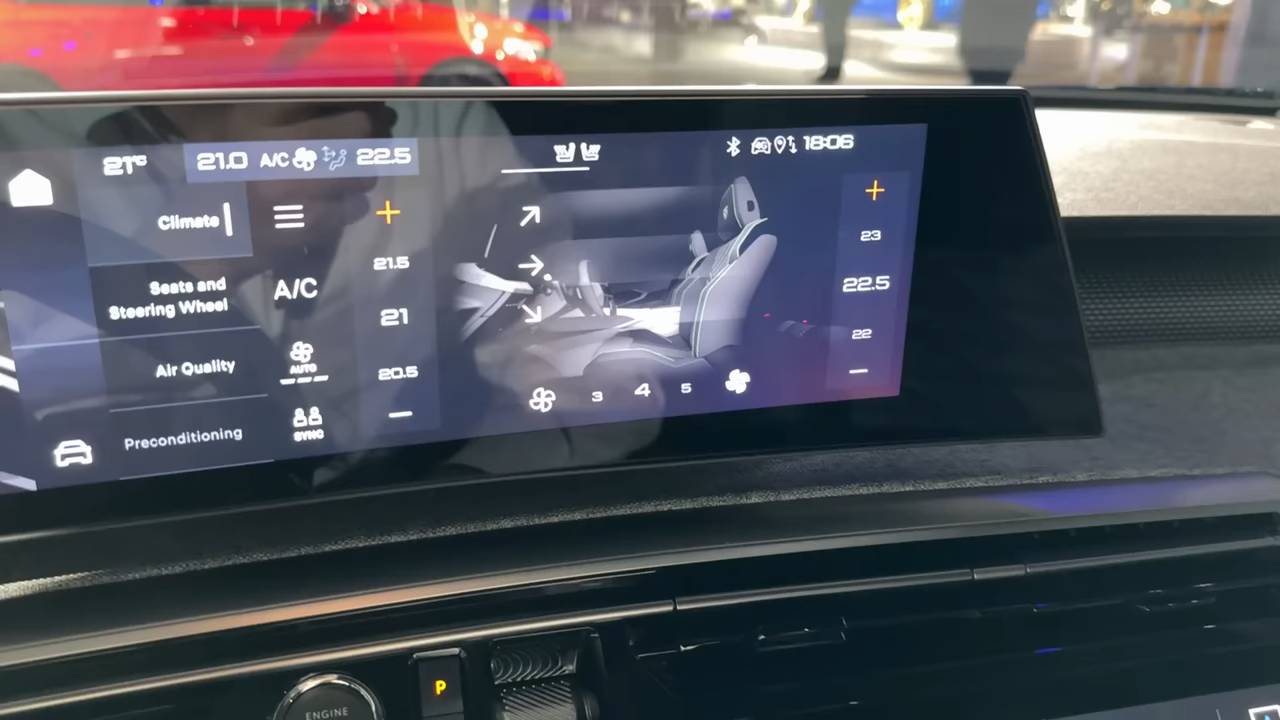 21°C
21.0 A/C 22.5
18:06
Climate
Seats and
Steering Wheel
Air Quality
Preconditioning
A/C
AUTO
SYNC
21.5
21
20.5
3 4 5
23
22.5
22
ENGINE
P